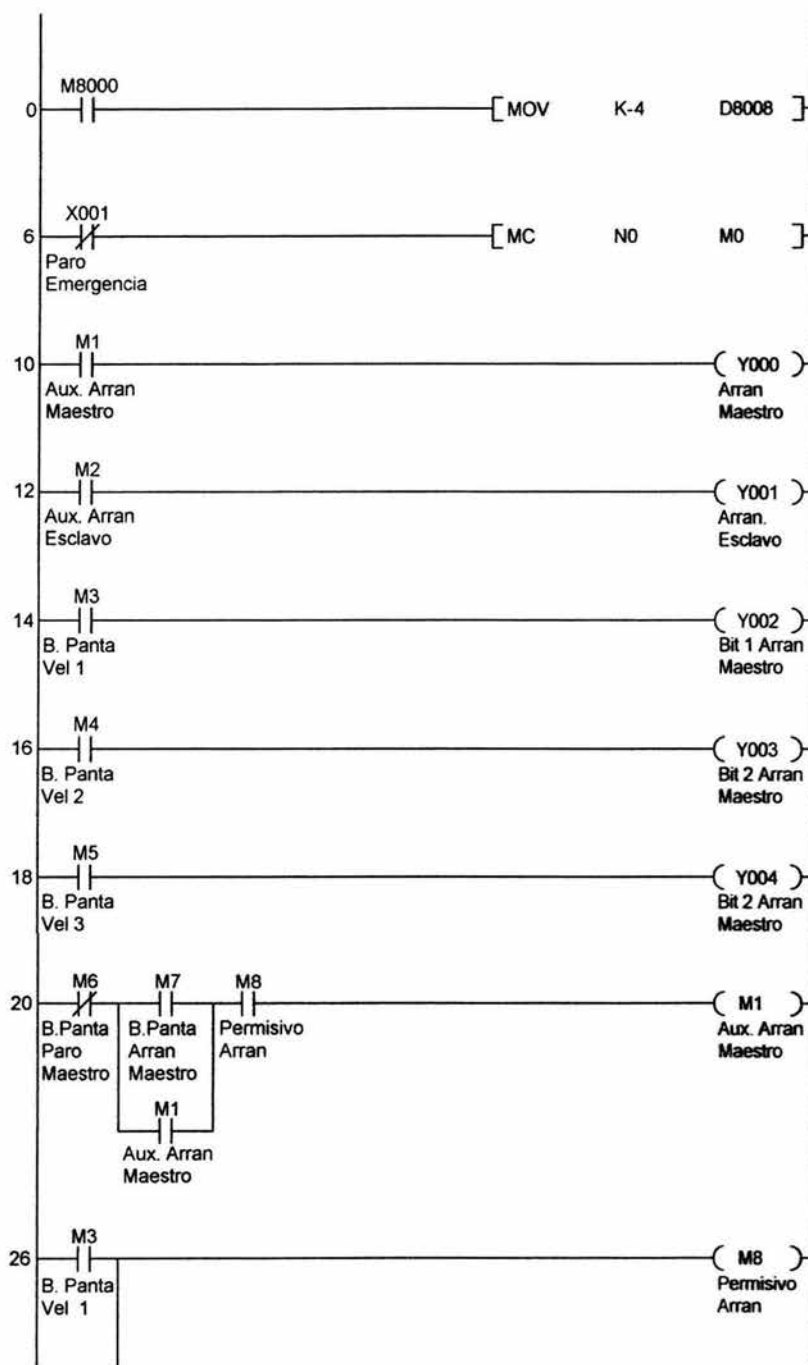 M8000
0 MOV K-4 D8008
X001
6 MC N0 M0
Paro
Emergencia
M1
10 Y000
Aux. Arran Arran
Maestro Maestro
M2
12 Y001
Aux. Arran Arran.
Esclavo Esclavo
M3
14 Y002
B. Panta Bit 1 Arran
Vel 1 Maestro
M4
16 Y003
B. Panta Bit 2 Arran
Vel 2 Maestro
M5
18 Y004
B. Panta Bit 2 Arran
Vel 3 Maestro
M6 M7 M8
20 M1
B.Panta B.Panta Permisivo Aux. Arran
Paro Arran Arran Maestro
Maestro Maestro
M1
Aux. Arran
Maestro
M3
26 M8
B. Panta Permisivo
Vel 1 Arran